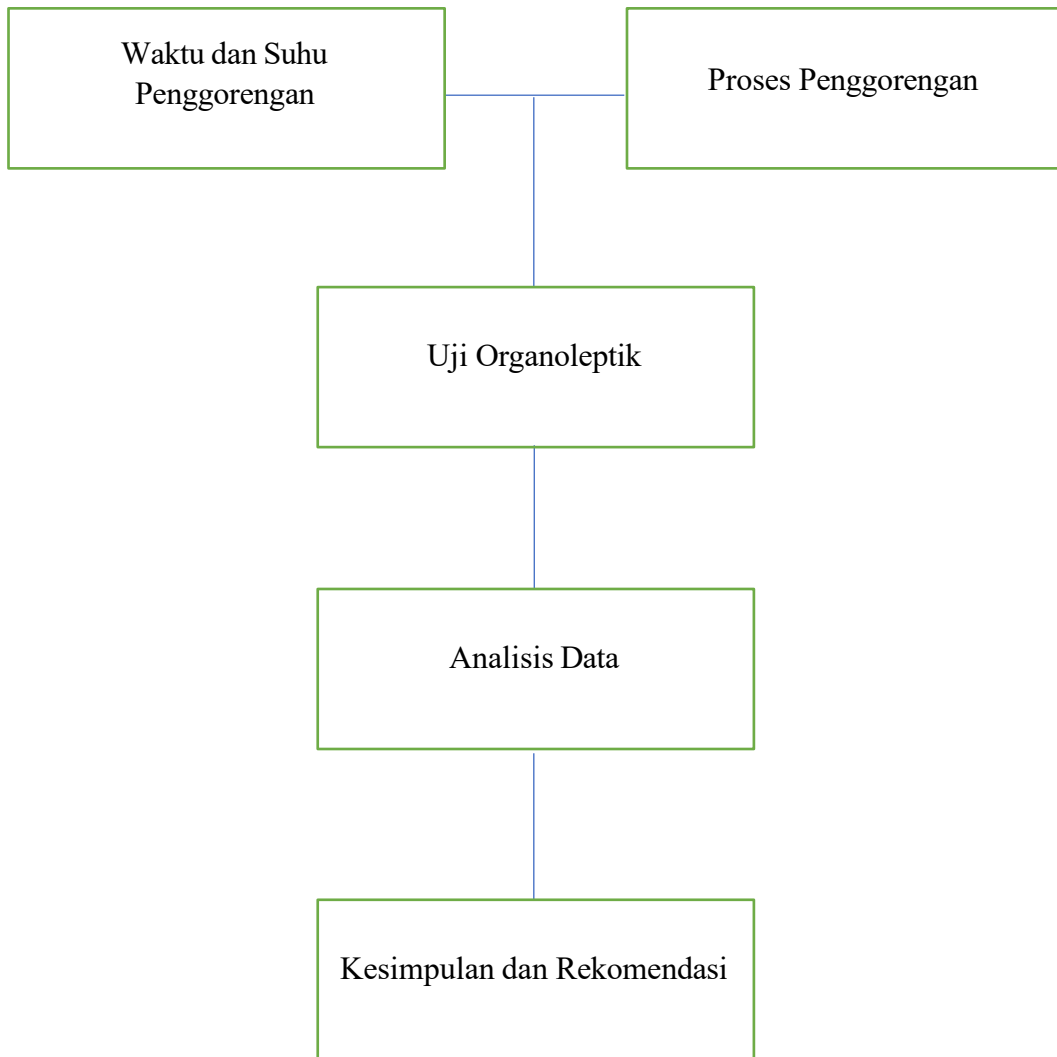 Waktu dan Suhu
Penggorengan
Proses Penggorengan
Uji Organoleptik
Analisis Data
Kesimpulan dan Rekomendasi